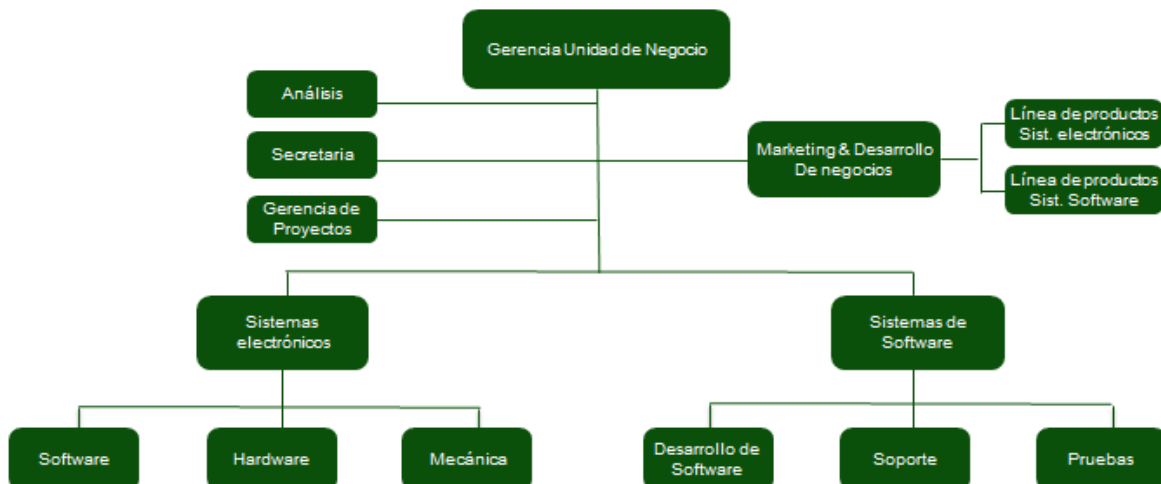 Gerencia Unidad de Negocio
Análisis
Secretaria
Gerencia de
Proyectos
Marketing & Desarrollo
De negocios
Línea de productos
Sist. electrónicos
Línea de productos
Sist. Software
Sistemas
electrónicos
Sistemas de
Software
Software
Hardware
Mecánica
Desarrollo de
Software
Soporte
Pruebas